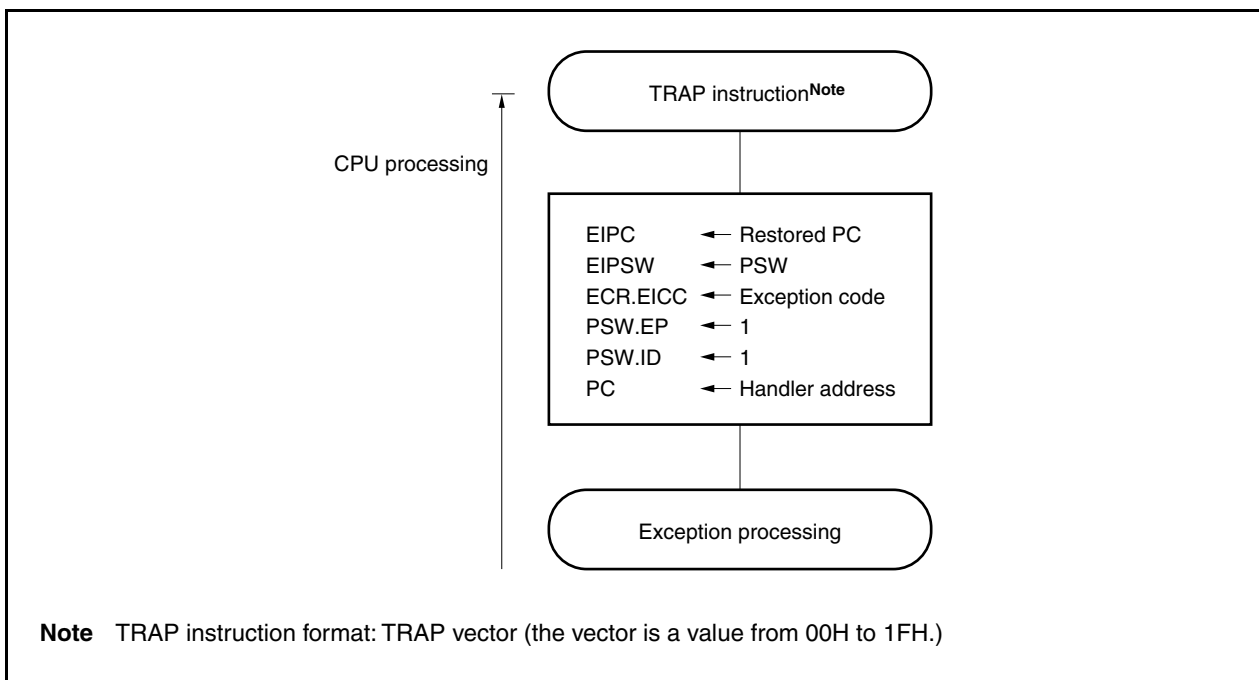 TRAP instructionNote
CPU processing
EIPC ← Restored PC
EIPSW ← PSW
ECR.EICC ← Exception code
PSW.EP ← 1
PSW.ID ← 1
PC ← Handler address
Exception processing
Note TRAP instruction format: TRAP vector (the vector is a value from 00H to 1FH.)